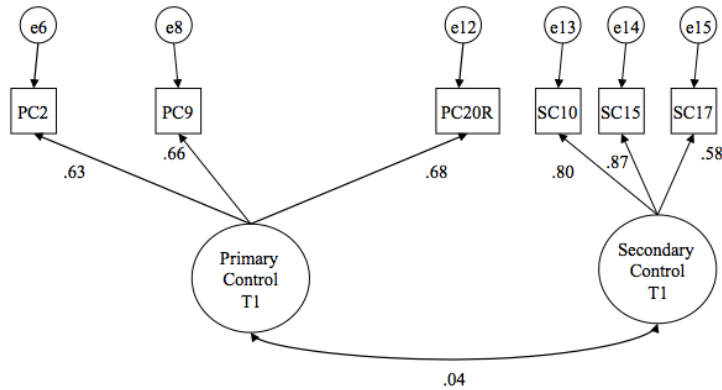 e6
e8
e12
e13
e14
e15
PC2
PC9
PC20R
SC10
SC15
SC17
.63
.66
.68
.80
.87
.58
Primary
Control
T1
Secondary
Control
T1
.04